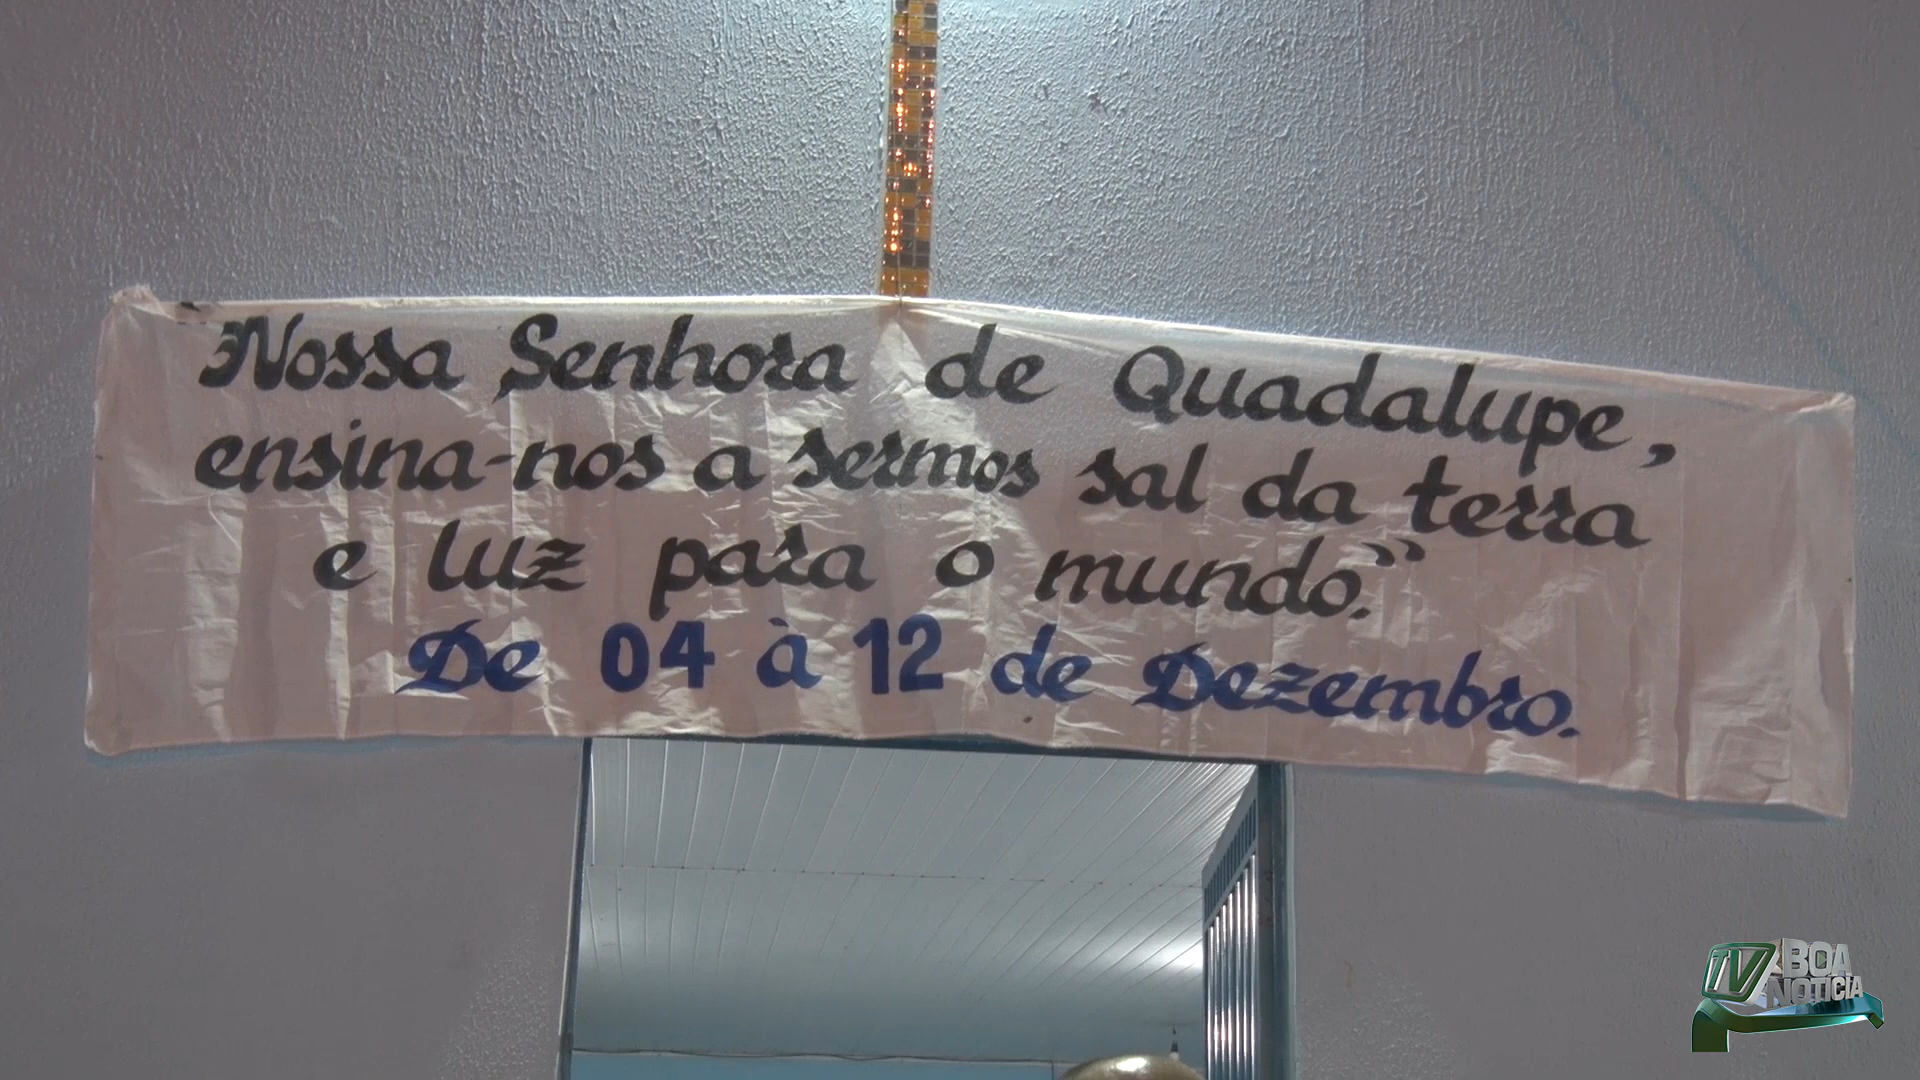 Nossa Senhora de Quadalupe,
ensina-nos a sermos sal da terra
e luz para o mundo."
De 04 à 12 de Dezembro.
TV BOA
NOTÍCIA